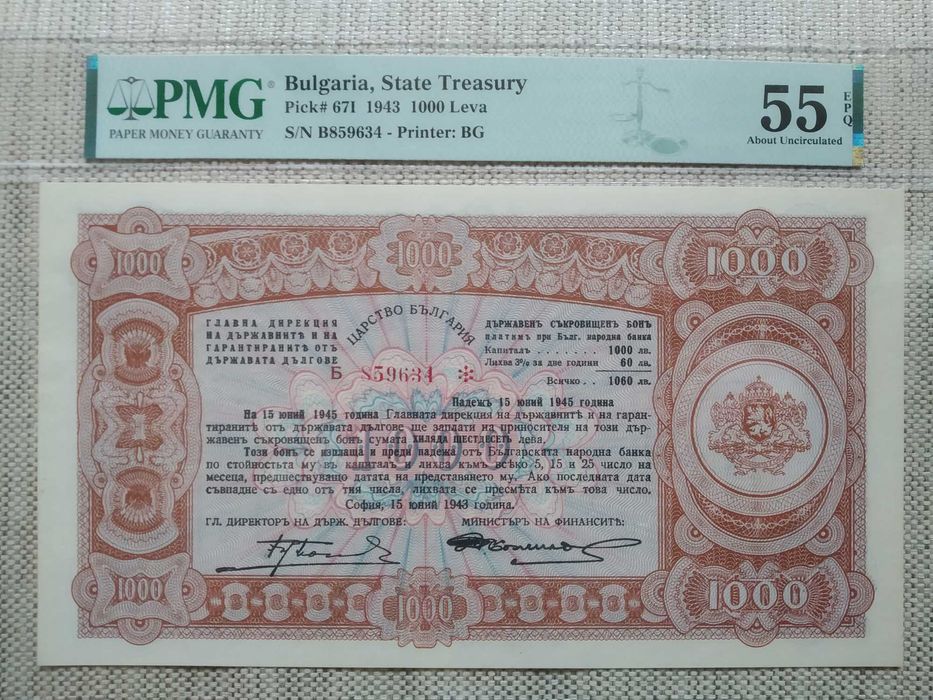 PMG®
PAPER MONEY GUARANTY
Bulgaria, State Treasury
Pick# 67I 1943 1000 Leva
S/N B859634 - Printer: BG
55
EPQ
About Uncirculated
1000
1000
1000
ЦАРСТВО БЪЛГАРИЯ
ГЛАВНА ДИРЕКЦИЯ
НА ДЪРЖАВНИТѢ И НА
ГАРАНТИРАНИТѢ ОТЪ
ДЪРЖАВАТА ДЪЛГОВЕ
ДЪРЖАВЕНЪ СЪКРОВИЩЕНЪ БОНЪ
платимъ при Бълг. народна банка
Капиталъ . . . . . . . 1000 лв.
Лихва 3% за две години 60 лв.
Всичко . . 1060 лв.
Б 859634 *
Падежъ 15 юний 1945 година
На 15 юний 1945 година Главната дирекция на държавнитѣ и на гаран-
тиранитѣ отъ държавата дългове ще заплати на приносителя на този дър-
жавенъ съкровищенъ бонъ сумата ХИЛЯДА ШЕСТДЕСЕТЬ лева.
Този бонъ се изплаща и преди падежа отъ Българската народна банка
по стойностьта му въ капиталъ и лихва къмъ всѣко 5, 15 и 25 число на
месеца, предшествуващо датата на представянето му. Ако последната дата
съвпадне съ едно отъ тия числа, лихвата се пресмѣта къмъ това число.
София, 15 юний 1943 година.
ГЛ. ДИРЕКТОРЪ НА ДЪРЖ. ДЪЛГОВЕ:
МИНИСТЪРЪ НА ФИНАНСИТѢ:
1000
1000
1000
1000